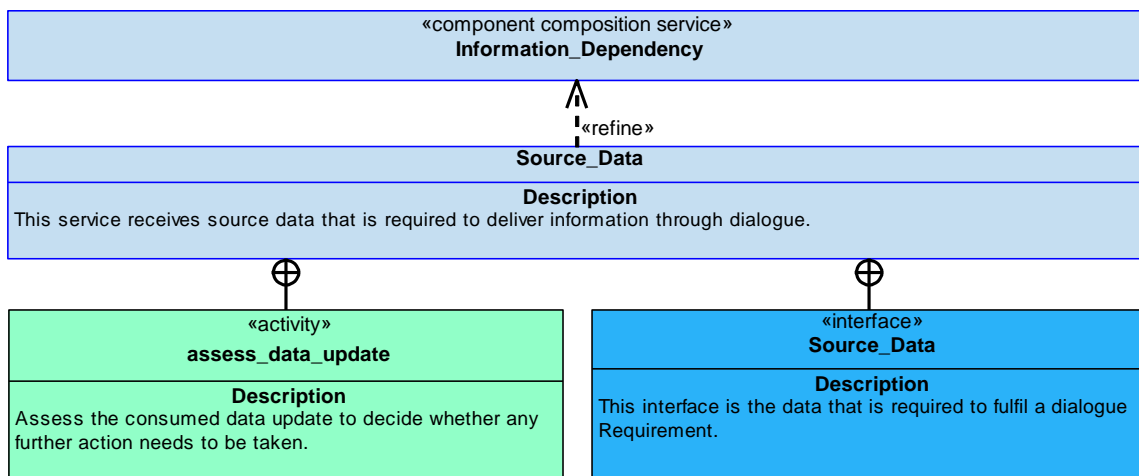 «component composition service»
Information_Dependency
«refine»
Source_Data
Description
This service receives source data that is required to deliver information through dialogue.
«activity»
assess_data_update
Description
Assess the consumed data update to decide whether any
further action needs to be taken.
«interface»
Source_Data
Description
This interface is the data that is required to fulfil a dialogue
Requirement.